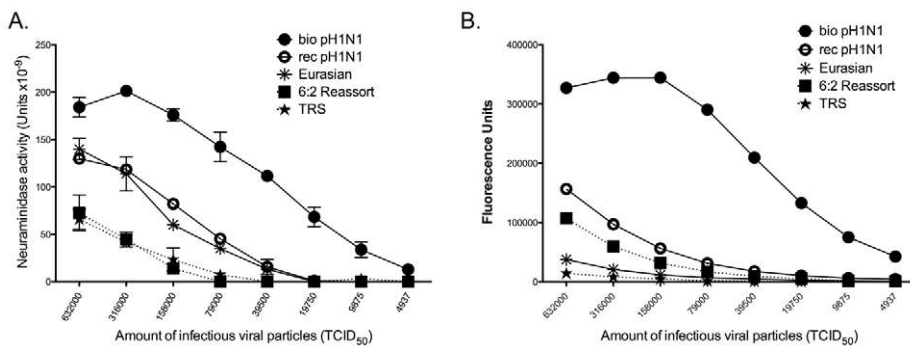 A.
Neuraminidase activity (Units x10⁻⁹)
250
200
150
100
50
0
bio pH1N1
rec pH1N1
Eurasian
6:2 Reassort
TRS
632000
316000
158000
79000
39500
19750
9875
4937
Amount of infectious viral particles (TCID₅₀)
B.
Fluorescence Units
400000
300000
200000
100000
0
bio pH1N1
rec pH1N1
Eurasian
6:2 Reassort
TRS
632000
316000
158000
79000
39500
19750
9875
4937
Amount of infectious viral particles (TCID₅₀)